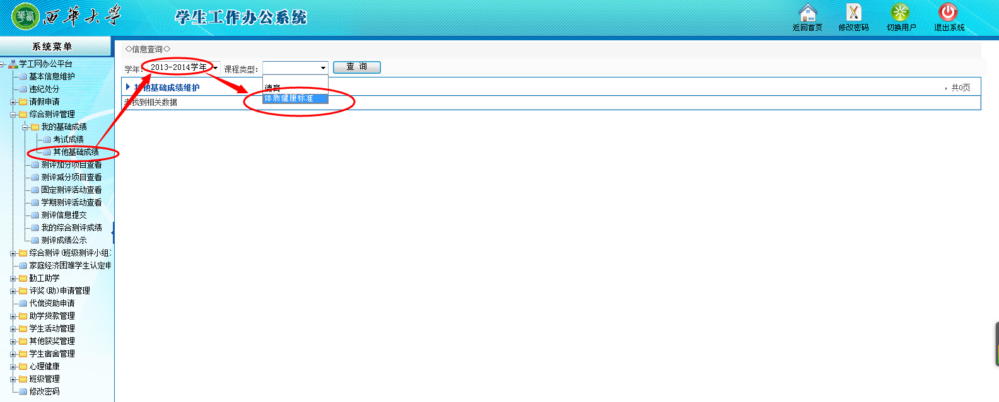 西華大学
学生工作办公系统
返回首页 修改密码 切换用户 退出系统
系统菜单
<>信息查询<>
学工网办公平台
基本信息维护
违纪处分
请假申请
综合测评管理
我的基础成绩
考试成绩
其他基础成绩
测评加分项目查看
测评减分项目查看
固定测评活动查看
学期测评活动查看
测评信息提交
我的综合测评成绩
测评成绩公示
综合测评(班级测评小组)
家庭经济困难学生认定申
勤工助学
评奖(助)申请管理
代偿资助申请
助学贷款管理
学生活动管理
其他获奖管理
学生宿舍管理
心理健康
班级管理
修改密码
学年: 2013-2014学年 课程类型: 查 询
德育
体质健康标准
其他基础成绩维护
，共0页
未找到相关数据